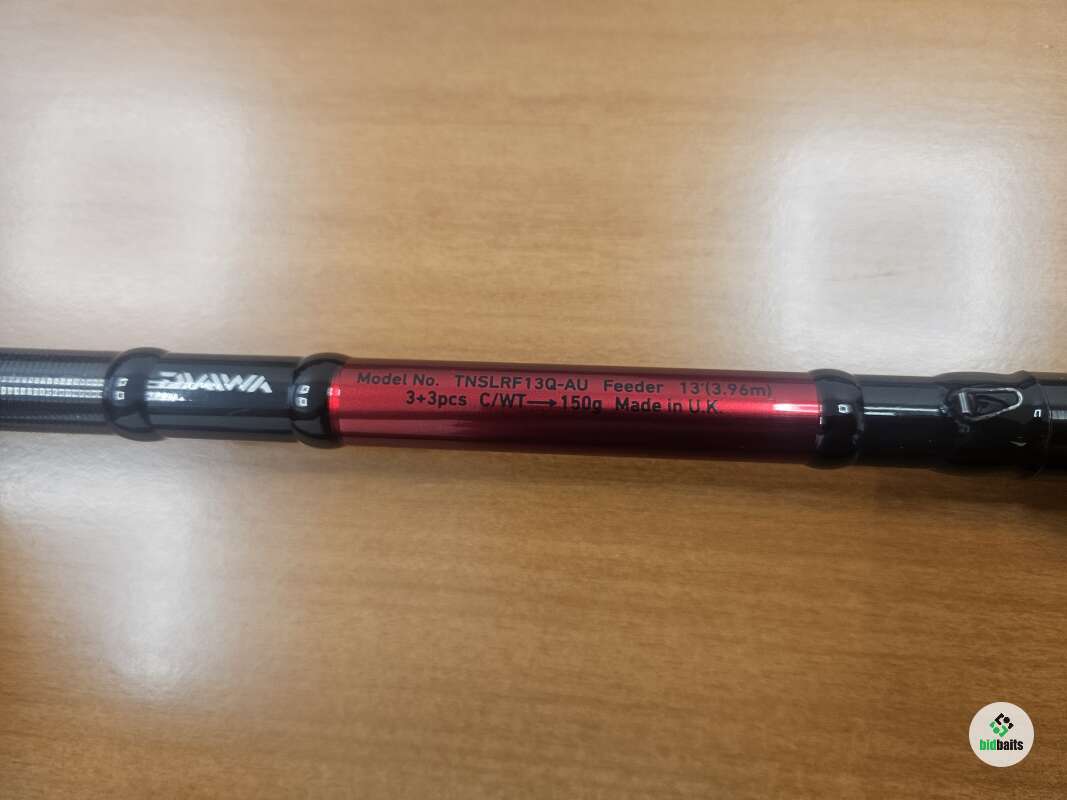 DAIWA
Model No. TNSLRF13Q-AU Feeder 13'(3.96m)
3+3pcs C/WT→150g Made in U.K.
bidbaits